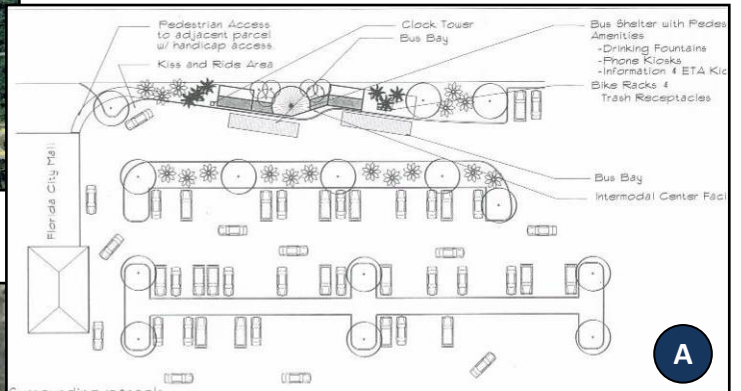 Pedestrian Access
to adjacent parcel
w/ handicap access
Kiss and Ride Area
Clock Tower
Bus Bay
Bus Shelter with Pedes
Amenities
-Drinking Fountains
-Phone Kiosks
-Information & ETA Kio
Bike Racks &
Trash Receptacles
Bus Bay
Intermodal Center Faci
Florida City Mall
A